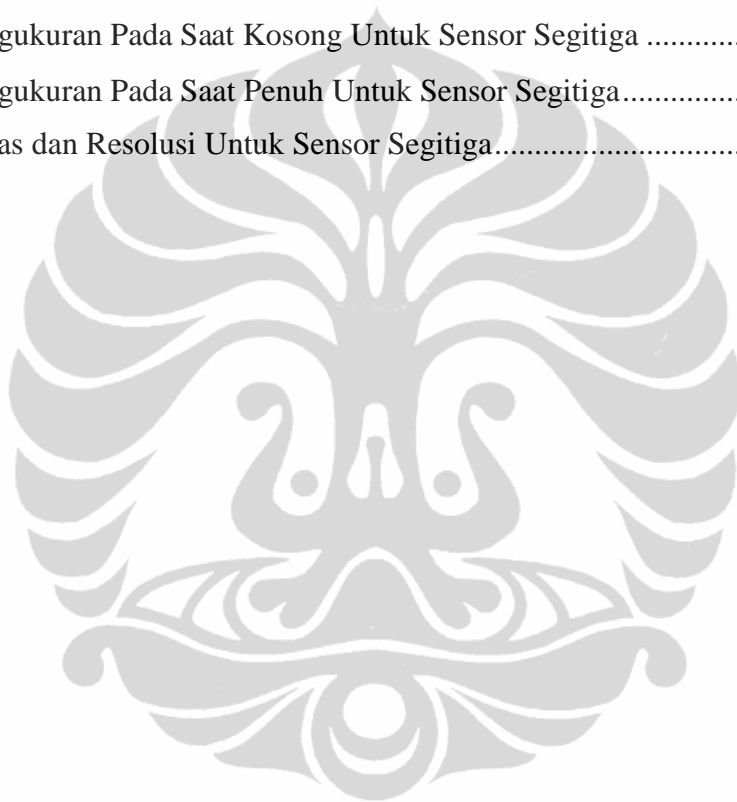 gukuran Pada Saat Kosong Untuk Sensor Segitiga .............
gukuran Pada Saat Penuh Untuk Sensor Segitiga...............
as dan Resolusi Untuk Sensor Segitiga...............................